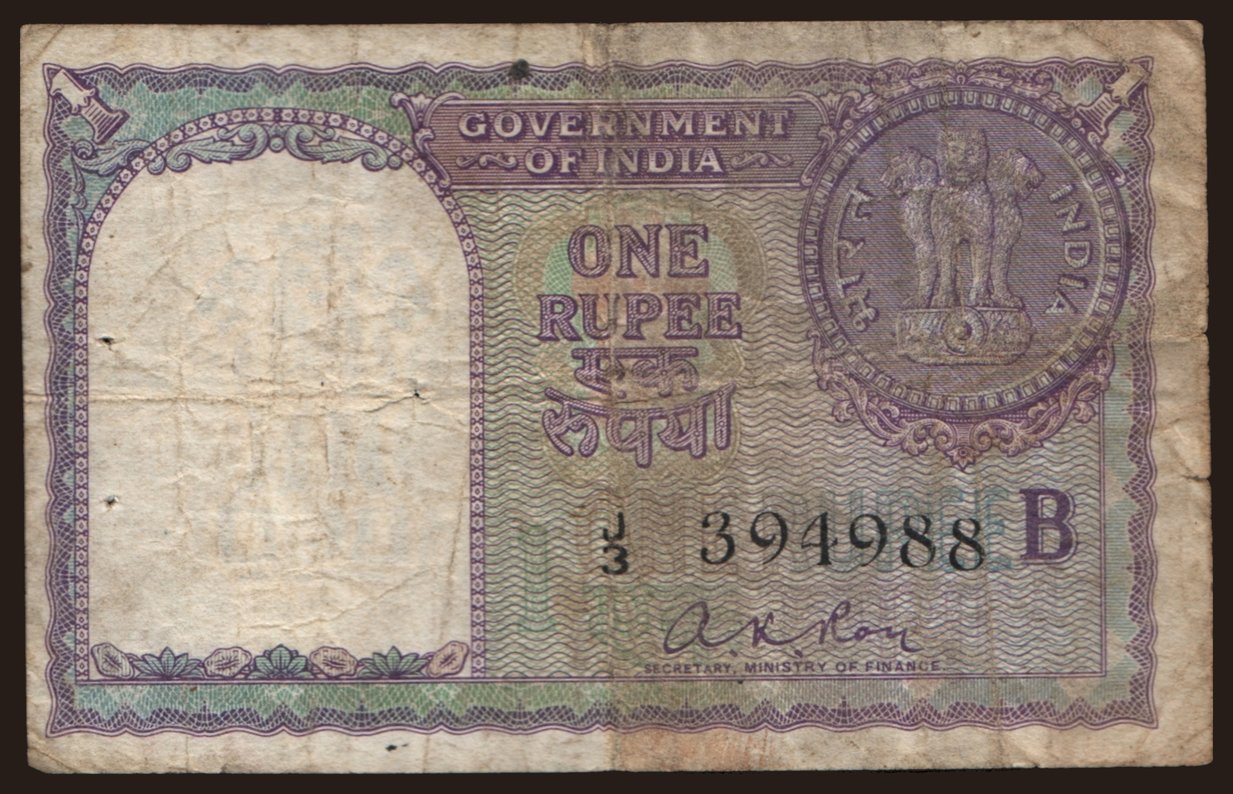 GOVERNMENT
OF INDIA
ONE
RUPEE
एक
रूपया
भारत
INDIA
J/3 394988 B
A. K. Roy
SECRETARY, MINISTRY OF FINANCE.